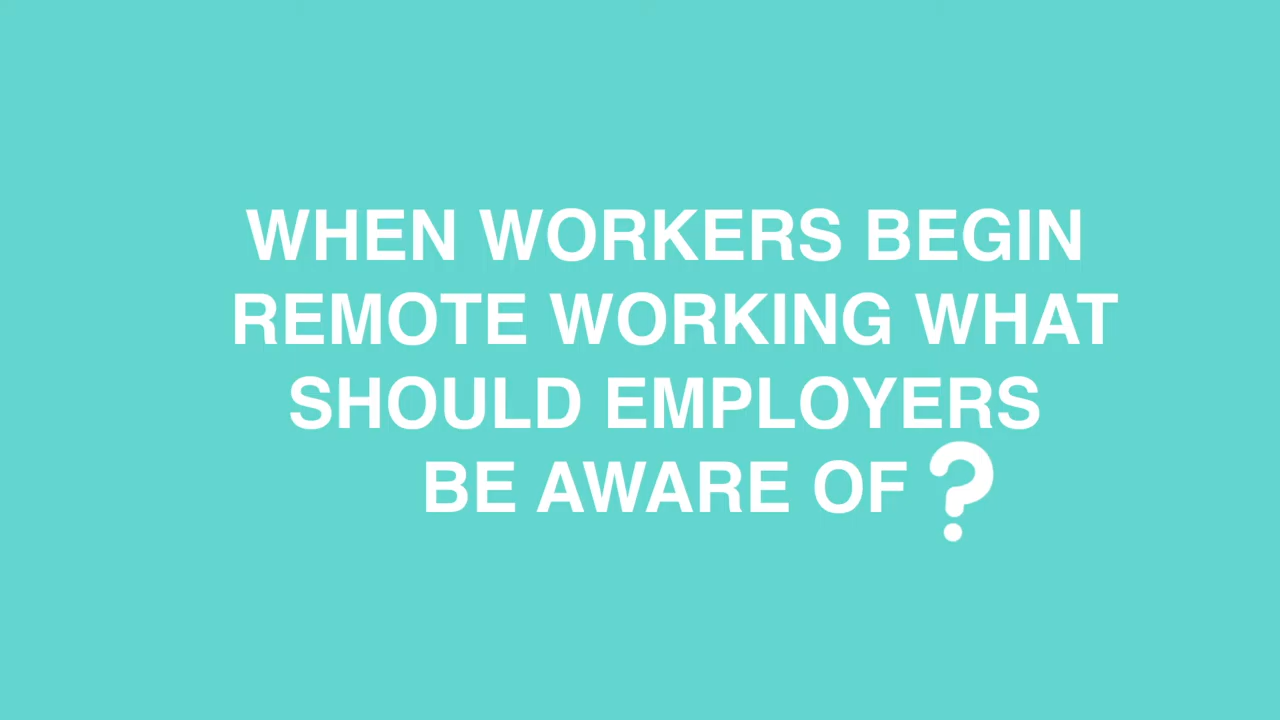 WHEN WORKERS BEGIN
REMOTE WORKING WHAT
SHOULD EMPLOYERS
BE AWARE OF?